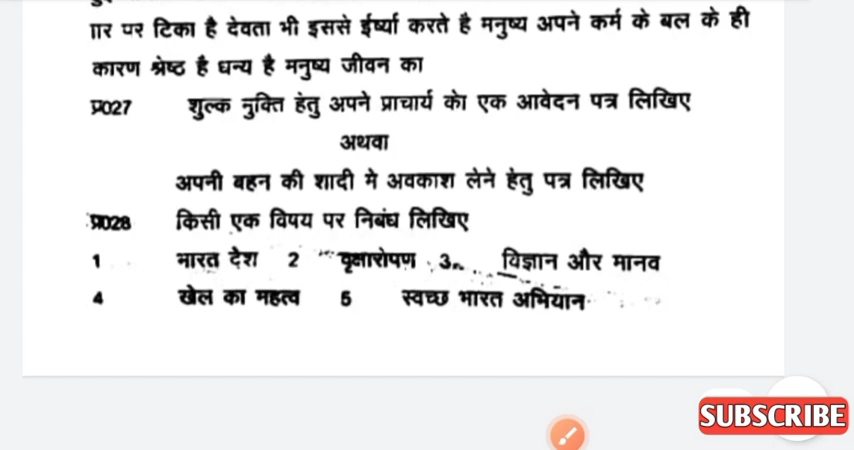 ार पर टिका है देवता भी इससे ईर्ष्या करते है मनुष्य अपने कर्म के बल के ही
कारण श्रेष्ठ है धन्य है मनुष्य जीवन का
प्र027 शुल्क नुक्ति हंतु अपने प्राचार्य केा एक आवेदन पत्र लिखिए
अथवा
अपनी बहन की शादी मे अवकाश लेने हेतु पत्र लिखिए
प्र028 किसी एक विषय पर निबंध लिखिए
1 भारत देश 2 वृक्षारोपण 3 विज्ञान और मानव
4 खेल का महत्व 5 स्वच्छ भारत अभियान
SUBSCRIBE